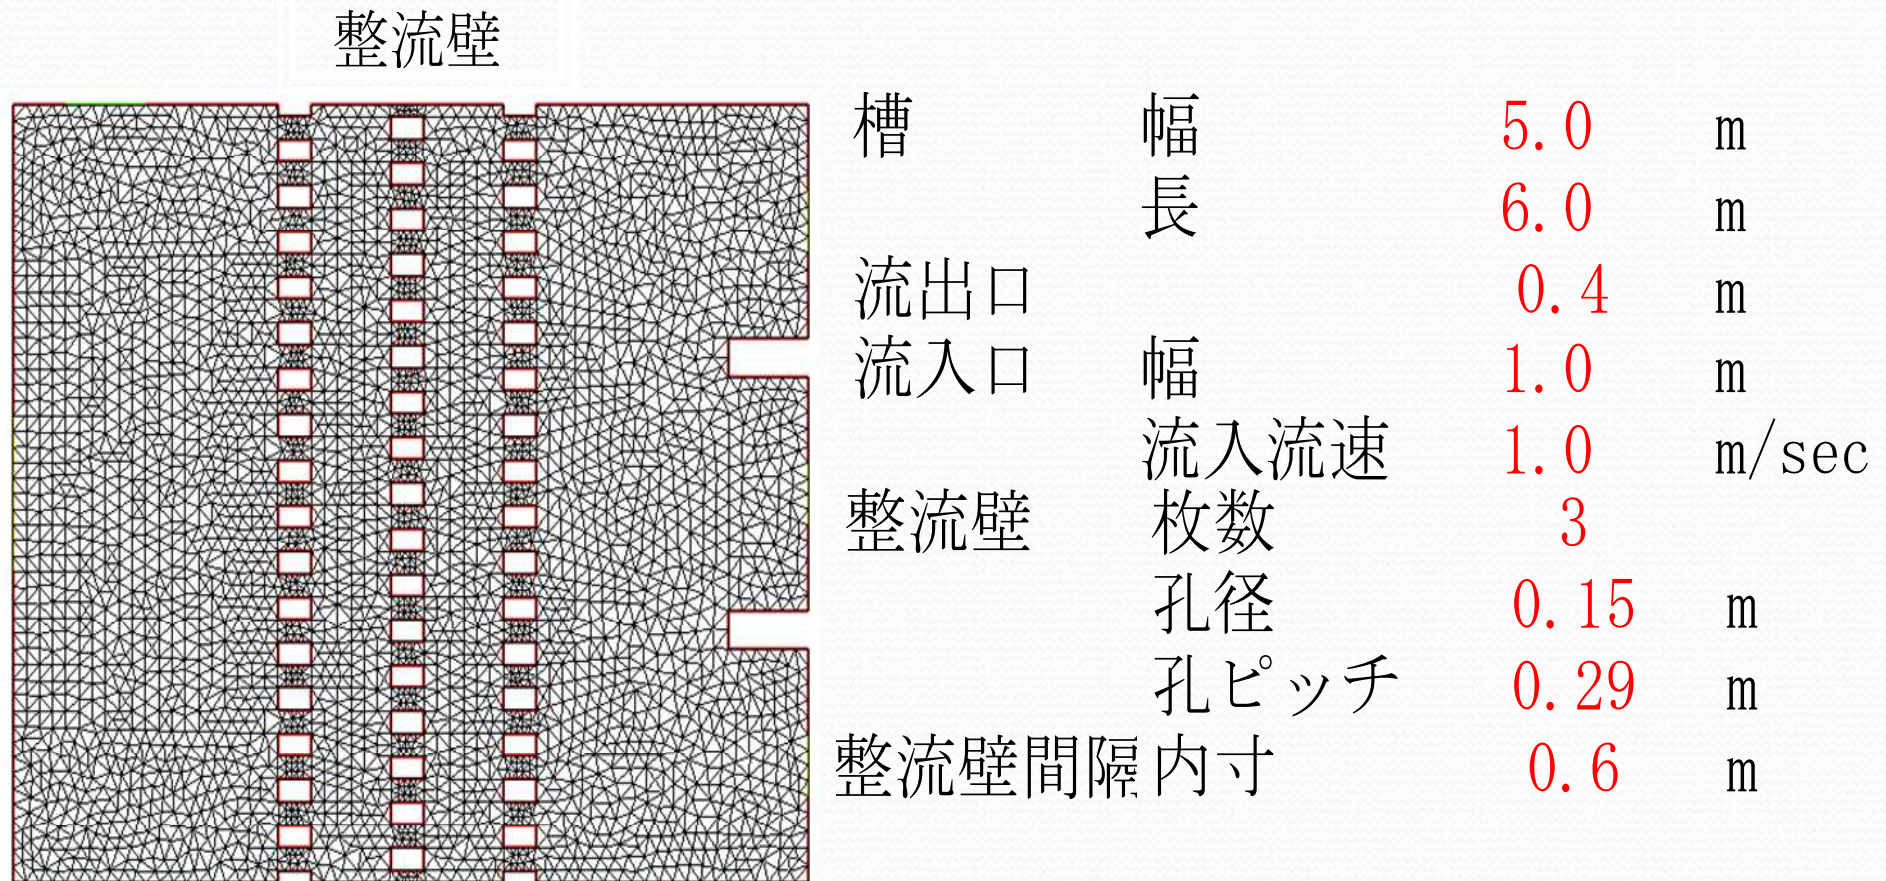 整流壁
槽 幅 5.0 m
長 6.0 m
流出口 0.4 m
流入口 幅 1.0 m
流入流速 1.0 m/sec
整流壁 枚数 3
孔径 0.15 m
孔ピッチ 0.29 m
整流壁間隔 内寸 0.6 m